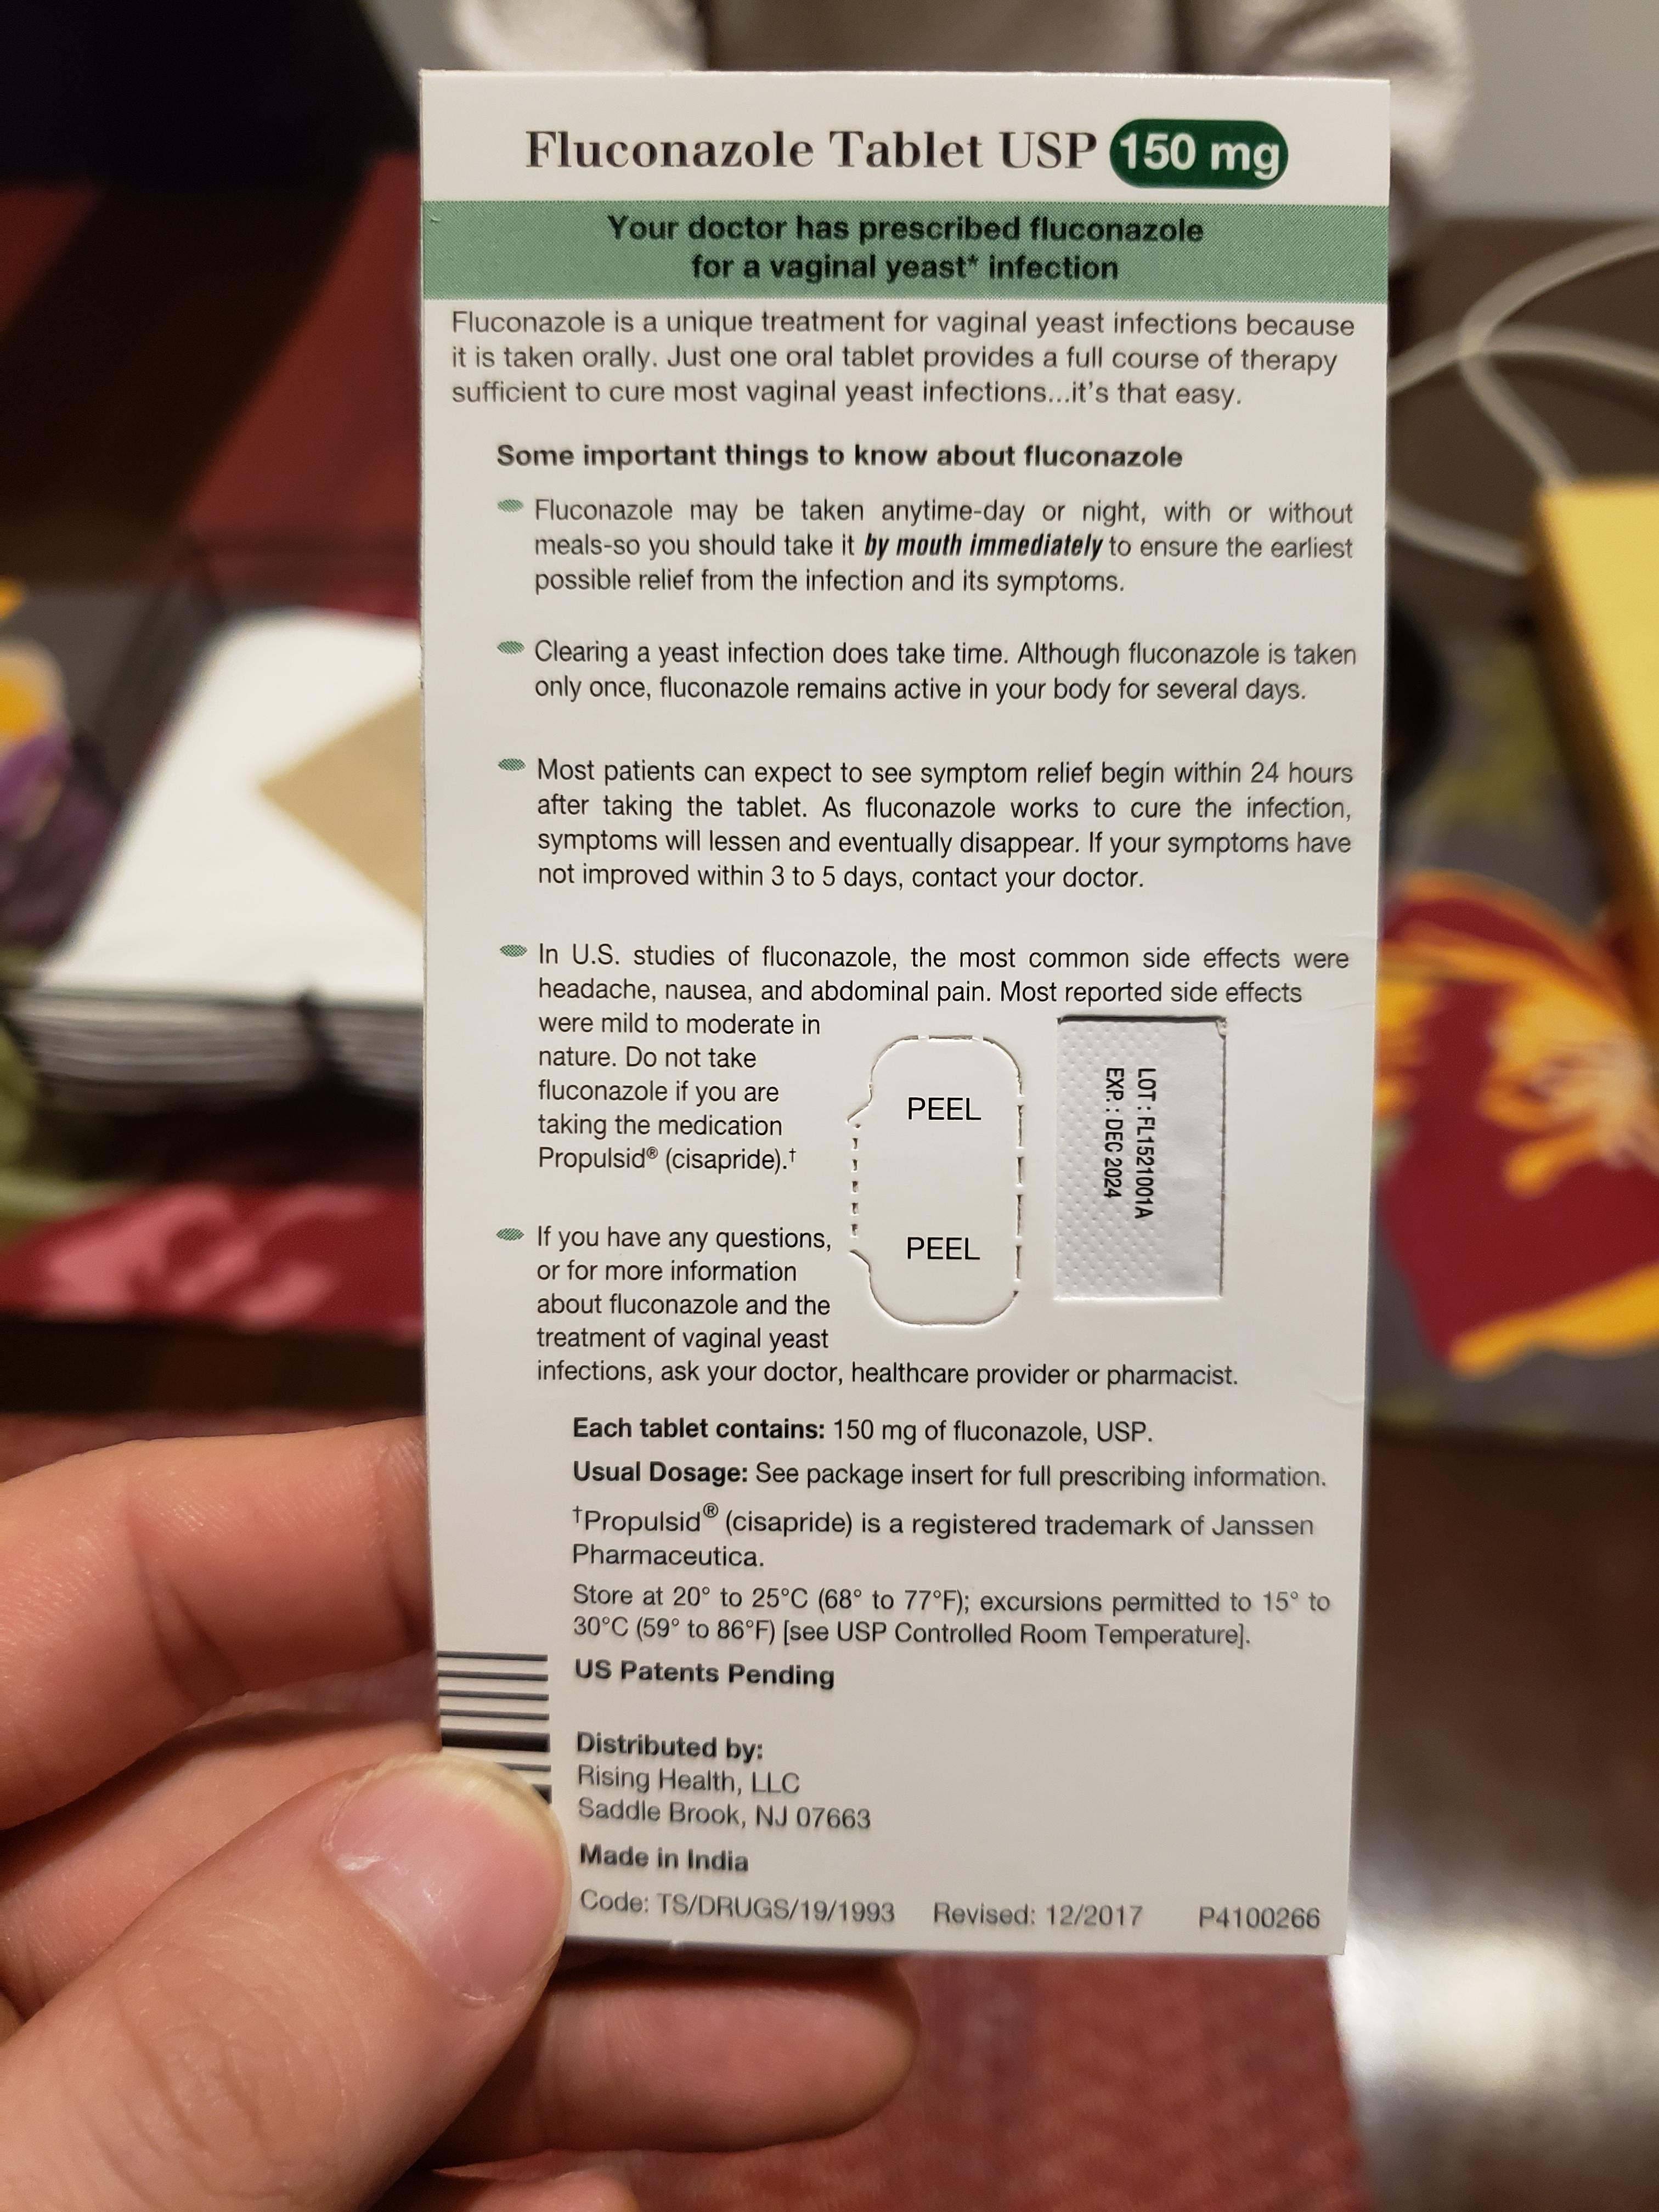 Fluconazole Tablet USP 150 mg
Your doctor has prescribed fluconazole
for a vaginal yeast* infection
Fluconazole is a unique treatment for vaginal yeast infections because
it is taken orally. Just one oral tablet provides a full course of therapy
sufficient to cure most vaginal yeast infections...it's that easy.
Some important things to know about fluconazole
Fluconazole may be taken anytime-day or night, with or without
meals-so you should take it by mouth immediately to ensure the earliest
possible relief from the infection and its symptoms.
Clearing a yeast infection does take time. Although fluconazole is taken
only once, fluconazole remains active in your body for several days.
Most patients can expect to see symptom relief begin within 24 hours
after taking the tablet. As fluconazole works to cure the infection,
symptoms will lessen and eventually disappear. If your symptoms have
not improved within 3 to 5 days, contact your doctor.
In U.S. studies of fluconazole, the most common side effects were
headache, nausea, and abdominal pain. Most reported side effects
were mild to moderate in
nature. Do not take
fluconazole if you are
taking the medication
Propulsid® (cisapride).†
If you have any questions,
or for more information
about fluconazole and the
treatment of vaginal yeast
infections, ask your doctor, healthcare provider or pharmacist.
PEEL
PEEL
LOT : FL1521001A
EXP. : DEC 2024
Each tablet contains: 150 mg of fluconazole, USP.
Usual Dosage: See package insert for full prescribing information.
†Propulsid® (cisapride) is a registered trademark of Janssen
Pharmaceutica.
Store at 20° to 25°C (68° to 77°F); excursions permitted to 15° to
30°C (59° to 86°F) [see USP Controlled Room Temperature].
US Patents Pending
Distributed by:
Rising Health, LLC
Saddle Brook, NJ 07663
Made in India
Code: TS/DRUGS/19/1993 Revised: 12/2017 P4100266